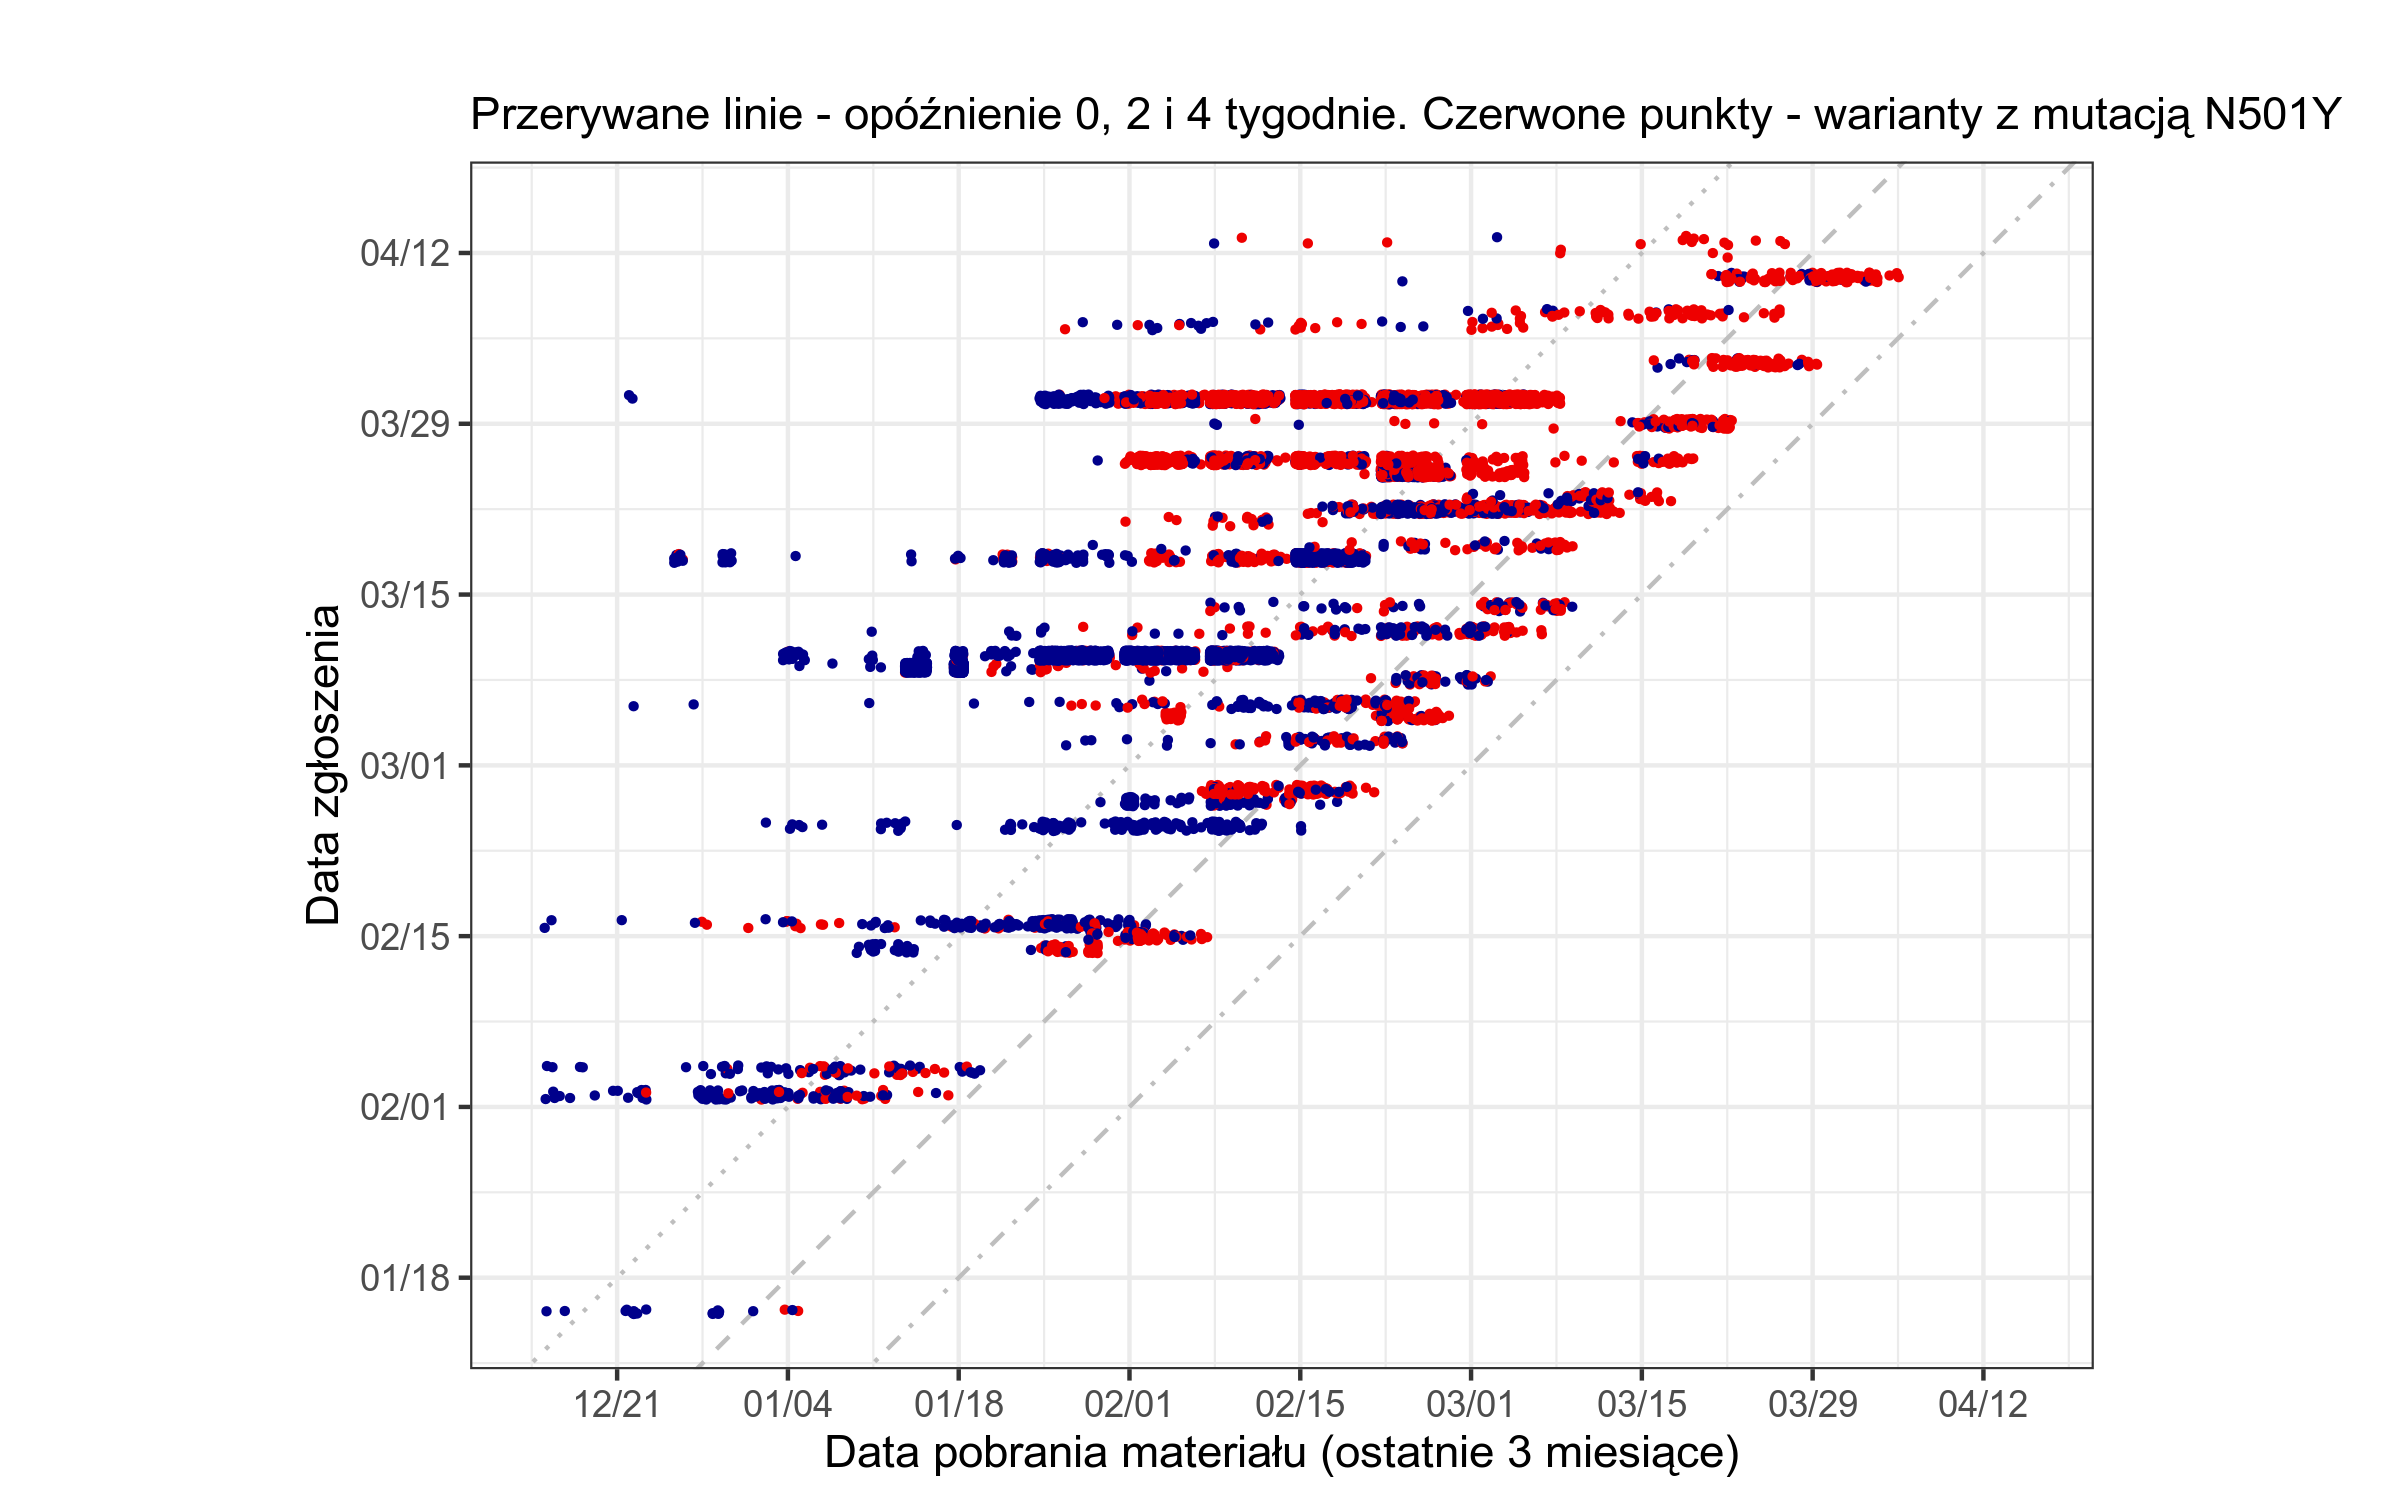 Przerywane linie - opóźnienie 0, 2 i 4 tygodnie. Czerwone punkty - warianty z mutacją N501Y
Data zgłoszenia
04/12
03/29
03/15
03/01
02/15
02/01
01/18
12/21 01/04 01/18 02/01 02/15 03/01 03/15 03/29 04/12
Data pobrania materiału (ostatnie 3 miesiące)